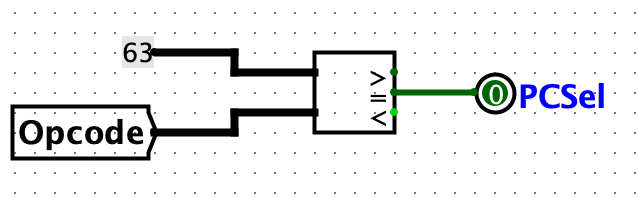 63
Opcode
>
=
<
0
PCSel